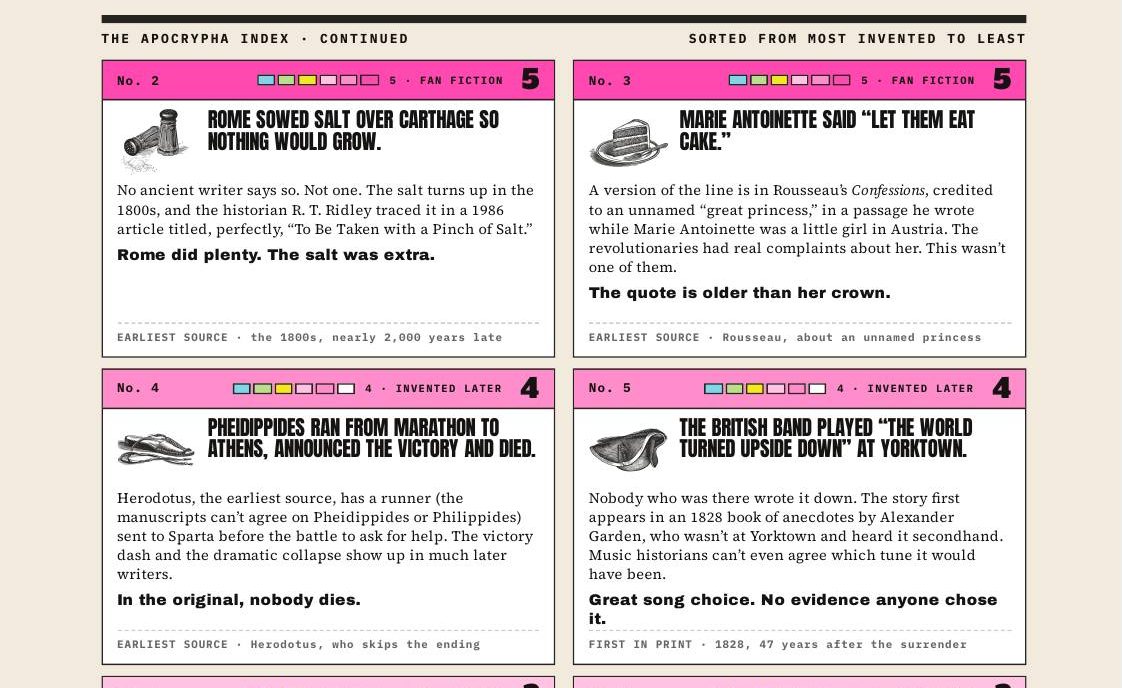 THE APOCRYPHA INDEX · CONTINUED
SORTED FROM MOST INVENTED TO LEAST
No. 2
5 · FAN FICTION
5
ROME SOWED SALT OVER CARTHAGE SO
NOTHING WOULD GROW.
No ancient writer says so. Not one. The salt turns up in the
1800s, and the historian R. T. Ridley traced it in a 1986
article titled, perfectly, “To Be Taken with a Pinch of Salt.”
Rome did plenty. The salt was extra.
EARLIEST SOURCE · the 1800s, nearly 2,000 years late
No. 3
5 · FAN FICTION
5
MARIE ANTOINETTE SAID “LET THEM EAT
CAKE.”
A version of the line is in Rousseau’s Confessions, credited
to an unnamed “great princess,” in a passage he wrote
while Marie Antoinette was a little girl in Austria. The
revolutionaries had real complaints about her. This wasn’t
one of them.
The quote is older than her crown.
EARLIEST SOURCE · Rousseau, about an unnamed princess
No. 4
4 · INVENTED LATER
4
PHEIDIPPIDES RAN FROM MARATHON TO
ATHENS, ANNOUNCED THE VICTORY AND DIED.
Herodotus, the earliest source, has a runner (the
manuscripts can’t agree on Pheidippides or Philippides)
sent to Sparta before the battle to ask for help. The victory
dash and the dramatic collapse show up in much later
writers.
In the original, nobody dies.
EARLIEST SOURCE · Herodotus, who skips the ending
No. 5
4 · INVENTED LATER
4
THE BRITISH BAND PLAYED “THE WORLD
TURNED UPSIDE DOWN” AT YORKTOWN.
Nobody who was there wrote it down. The story first
appears in an 1828 book of anecdotes by Alexander
Garden, who wasn’t at Yorktown and heard it secondhand.
Music historians can’t even agree which tune it would
have been.
Great song choice. No evidence anyone chose
it.
FIRST IN PRINT · 1828, 47 years after the surrender